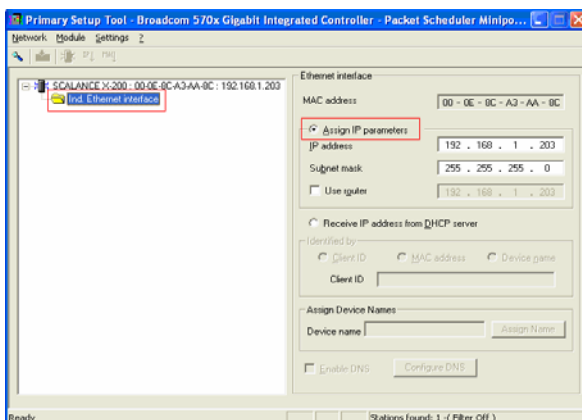 Primary Setup Tool - Broadcom 570x Gigabit Integrated Controller - Packet Scheduler Minipo...
Network Module Settings ?
SCALANCE X-200 : 00-0E-8C-A3-AA-8C : 192.168.1.203
Ind. Ethernet interface
Ethernet interface
MAC address 00 - 0E - 8C - A3 - AA - 8C
Assign IP parameters
IP address 192 . 168 . 1 . 203
Subnet mask 255 . 255 . 255 . 0
Use router 192 . 168 . 1 . 203
Receive IP address from DHCP server
Identified by
Client ID MAC address Device name
Client ID
Assign Device Names
Device name Assign Name
Enable DNS Configure DNS
Ready Stations found: 1 -( Filter Off )